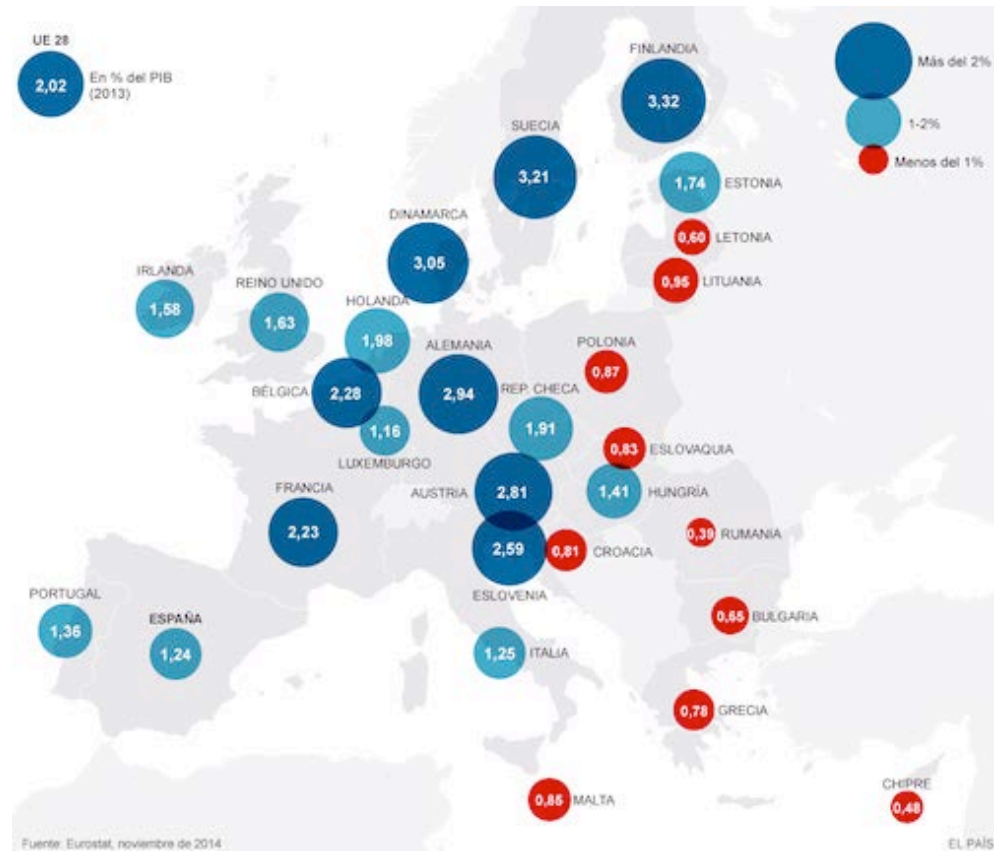 UE 28
2,02
En % del PIB
(2013)
Más del 2%
1-2%
Menos del 1%
FINLANDIA
3,32
SUECIA
3,21
1,74
ESTONIA
DINAMARCA
3,05
0,60
LETONIA
0,95
LITUANIA
IRLANDA
1,58
REINO UNIDO
1,63
HOLANDA
1,98
ALEMANIA
2,94
POLONIA
0,87
BÉLGICA
2,28
REP. CHECA
1,91
1,16
LUXEMBURGO
0,83
ESLOVAQUIA
AUSTRIA
2,81
1,41
HUNGRÍA
FRANCIA
2,23
2,59
ESLOVENIA
0,81
CROACIA
0,39
RUMANIA
PORTUGAL
1,36
ESPAÑA
1,24
0,65
BULGARIA
1,25
ITALIA
0,78
GRECIA
0,85
MALTA
CHIPRE
0,48
Fuente: Eurostat, noviembre de 2014
EL PAÍS